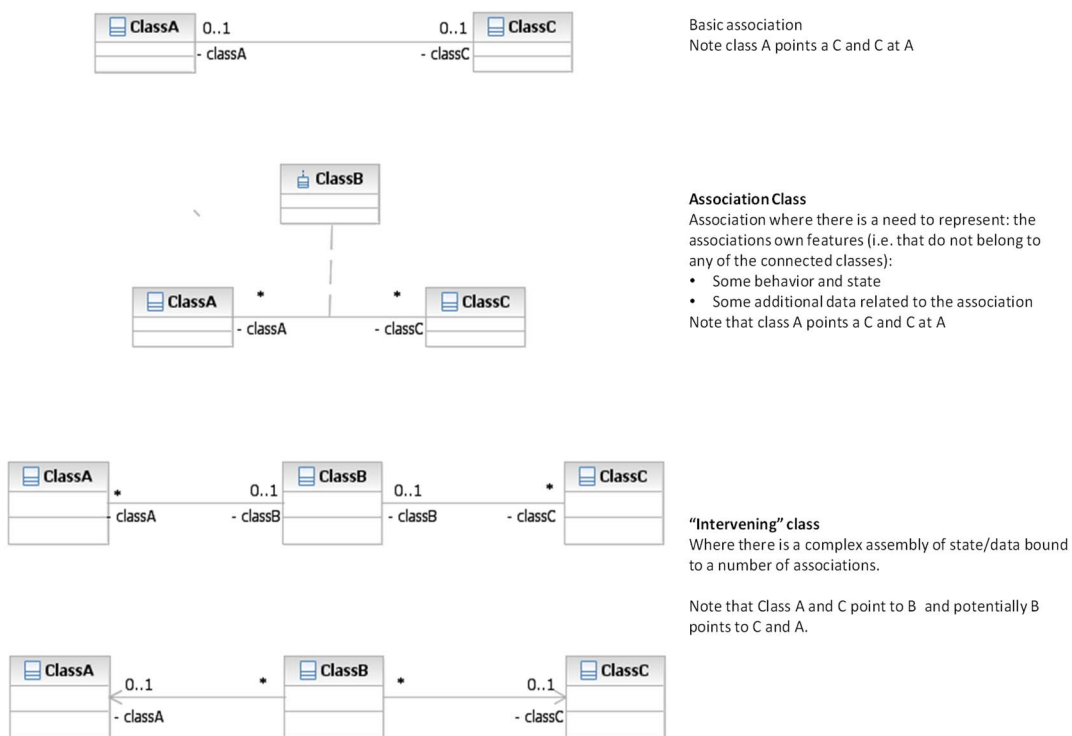 ClassA 0..1 0..1 ClassC
- classA - classC
Basic association
Note class A points a C and C at A
ClassB
ClassA * * ClassC
- classA - classC
Association Class
Association where there is a need to represent: the
associations own features (i.e. that do not belong to
any of the connected classes):
• Some behavior and state
• Some additional data related to the association
Note that class A points a C and C at A
ClassA ClassB ClassC
* 0..1 0..1 *
- classA - classB - classB - classC
"Intervening" class
Where there is a complex assembly of state/data bound
to a number of associations.
Note that Class A and C point to B and potentially B
points to C and A.
ClassA ClassB ClassC
0..1 * * 0..1
- classA - classC